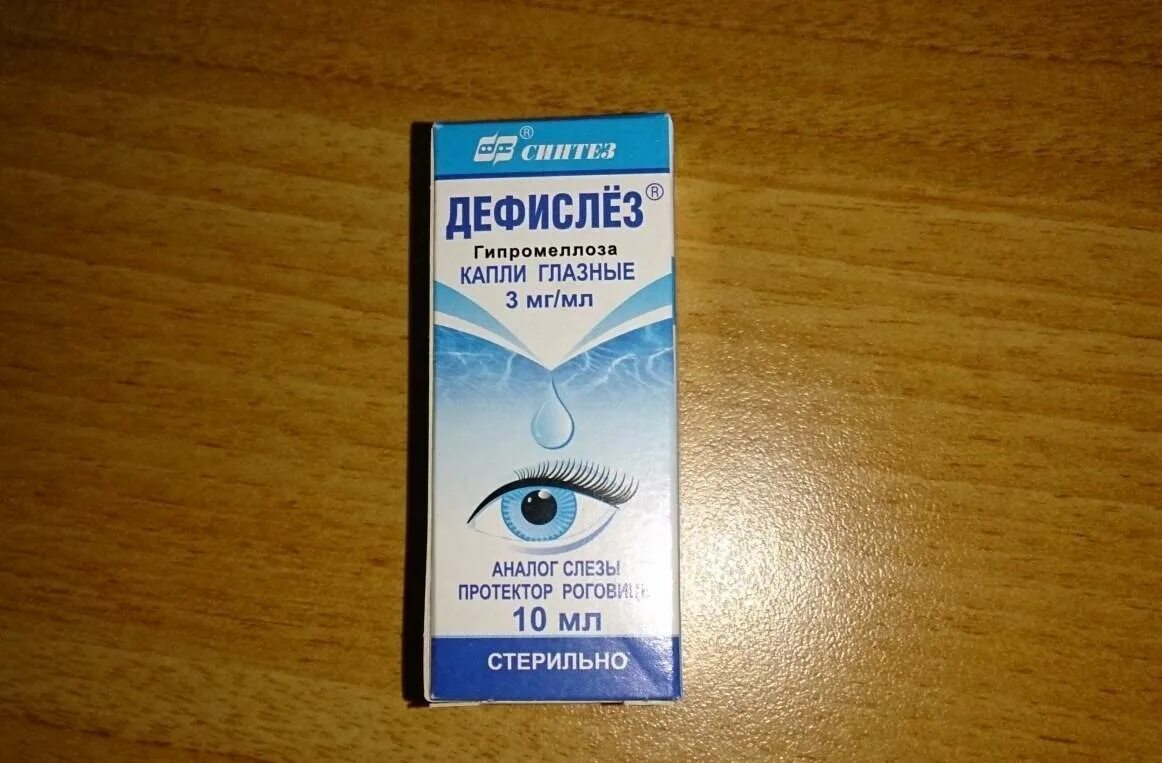 ® СИНТЕЗ
ДЕФИСЛЁЗ®
Гипромеллоза
КАПЛИ ГЛАЗНЫЕ
3 мг/мл
АНАЛОГ СЛЕЗЫ
ПРОТЕКТОР РОГОВИЦЫ
10 мл
СТЕРИЛЬНО